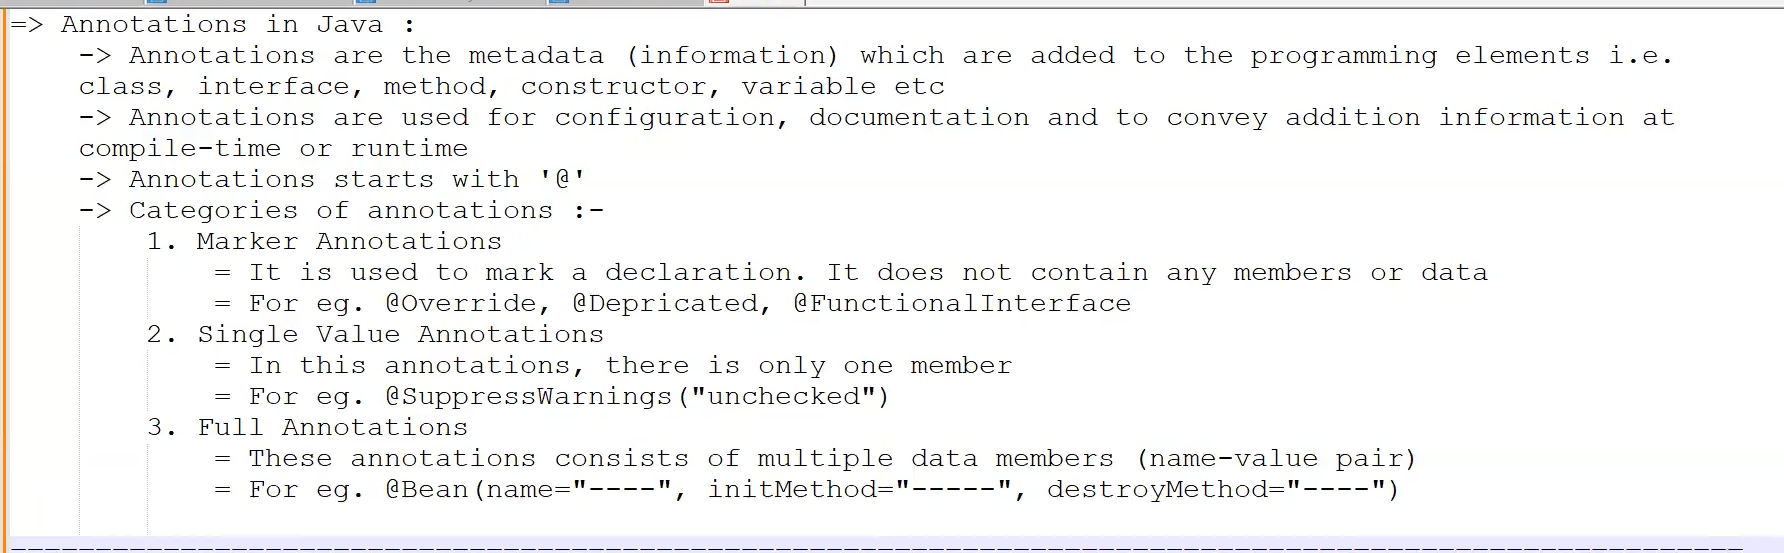 => Annotations in Java :
-> Annotations are the metadata (information) which are added to the programming elements i.e.
class, interface, method, constructor, variable etc
-> Annotations are used for configuration, documentation and to convey addition information at
compile-time or runtime
-> Annotations starts with '@'
-> Categories of annotations :-
1. Marker Annotations
= It is used to mark a declaration. It does not contain any members or data
= For eg. @Override, @Depricated, @FunctionalInterface
2. Single Value Annotations
= In this annotations, there is only one member
= For eg. @SuppressWarnings("unchecked")
3. Full Annotations
= These annotations consists of multiple data members (name-value pair)
= For eg. @Bean(name="----", initMethod="-----", destroyMethod="----")